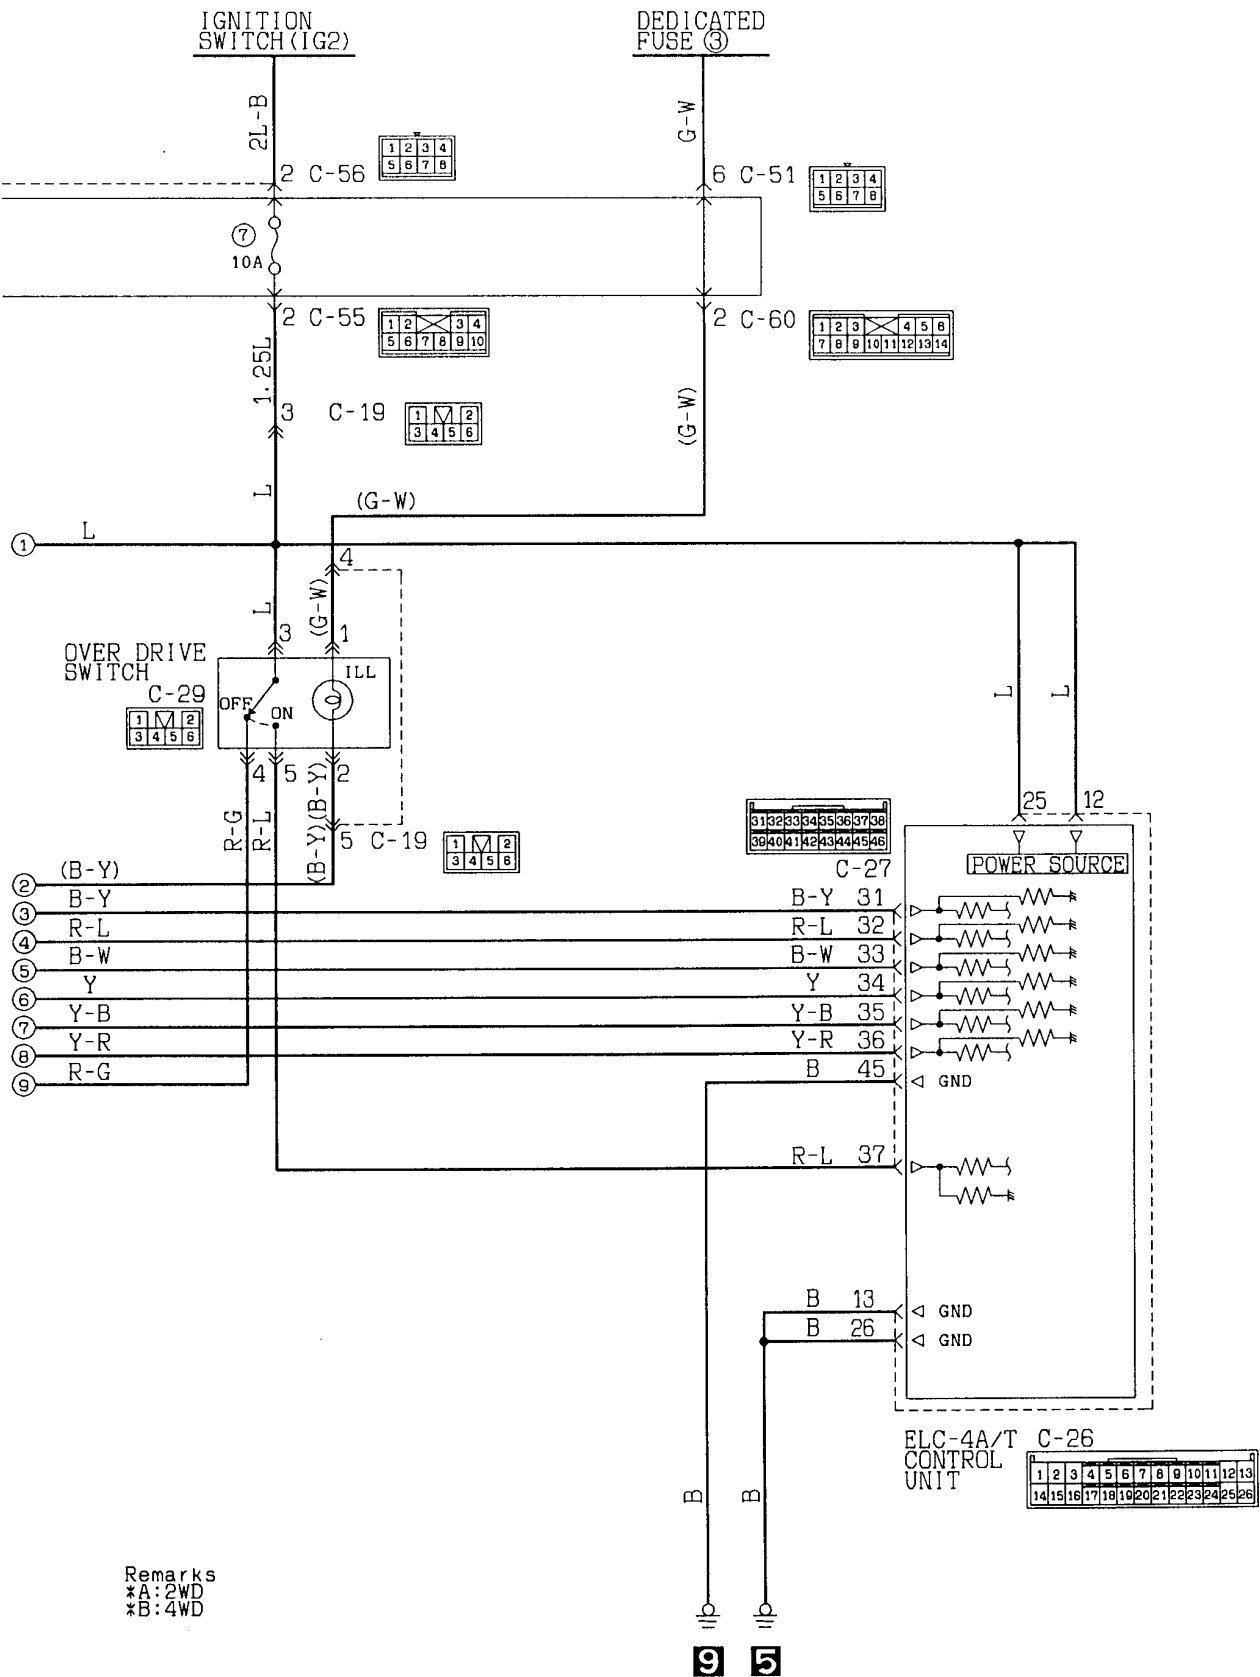 IGNITION
SWITCH(IG2)
DEDICATED
FUSE ③
2L-B
G-W
1 2 3 4
5 6 7 8
2 C-56
6 C-51
1 2 3 4
5 6 7 8
⑦
10A
2 C-55
1 2 3 4
5 6 7 8 9 10
2 C-60
1 2 3 4 5 6
7 8 9 10 11 12 13 14
1.25L
(G-W)
3 C-19
1 2
3 4 5 6
L
(G-W)
① L
4
L
(G-W)
3
1
OVER DRIVE
SWITCH
C-29
1 2
3 4 5 6
ILL
OFF
ON
L
L
4 5 2
R-G
R-L
(B-Y)(B-Y)
5 C-19
1 2
3 4 5 6
25 12
31 32 33 34 35 36 37 38
39 40 41 42 43 44 45 46
C-27
POWER SOURCE
② (B-Y)
③ B-Y
B-Y 31
④ R-L
R-L 32
⑤ B-W
B-W 33
⑥ Y
Y 34
⑦ Y-B
Y-B 35
⑧ Y-R
Y-R 36
⑨ R-G
B 45
GND
R-L 37
B 13
GND
B 26
GND
ELC-4A/T C-26
CONTROL
UNIT
1 2 3 4 5 6 7 8 9 10 11 12 13
14 15 16 17 18 19 20 21 22 23 24 25 26
B
B
Remarks
*A:2WD
*B:4WD
9 5